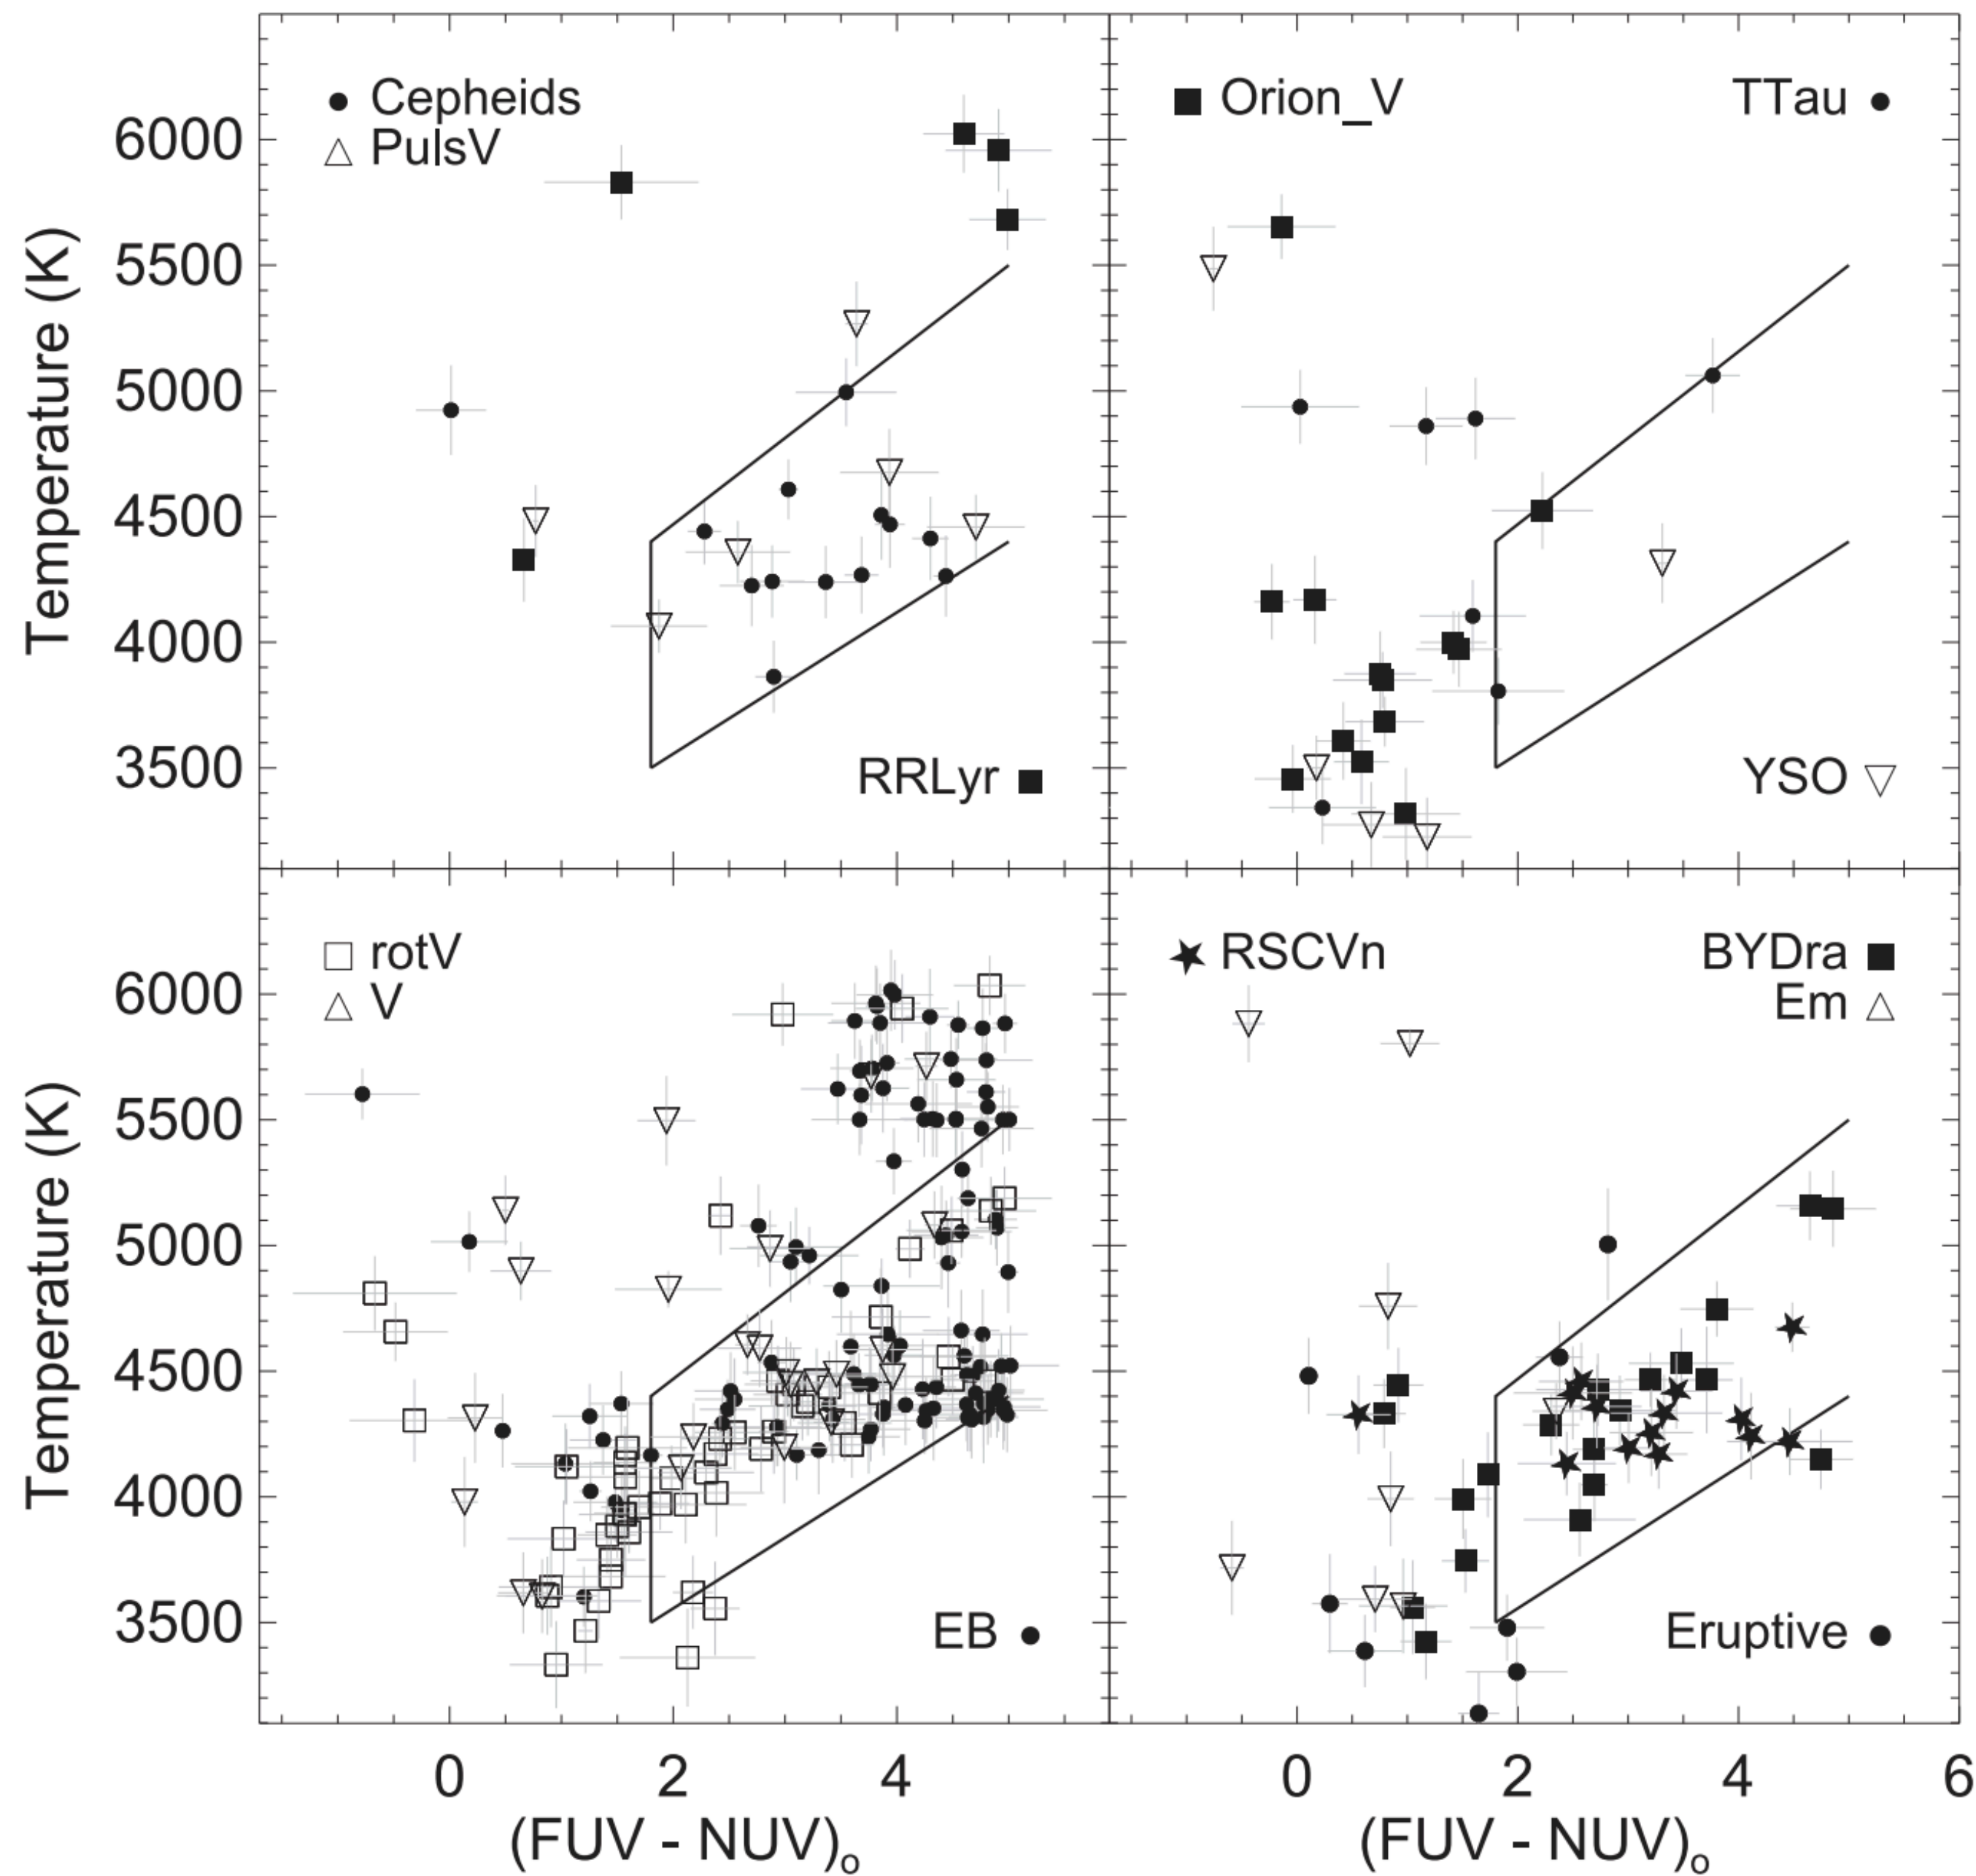 Cepheids
PulsV
RRLyr
Orion_V
TTau
YSO
6000
5500
5000
4500
4000
3500
Temperature (K)
rotV
V
EB
RSCVn
BYDra
Em
Eruptive
6000
5500
5000
4500
4000
3500
Temperature (K)
0 2 4
0 2 4 6
(FUV - NUV)o
(FUV - NUV)o